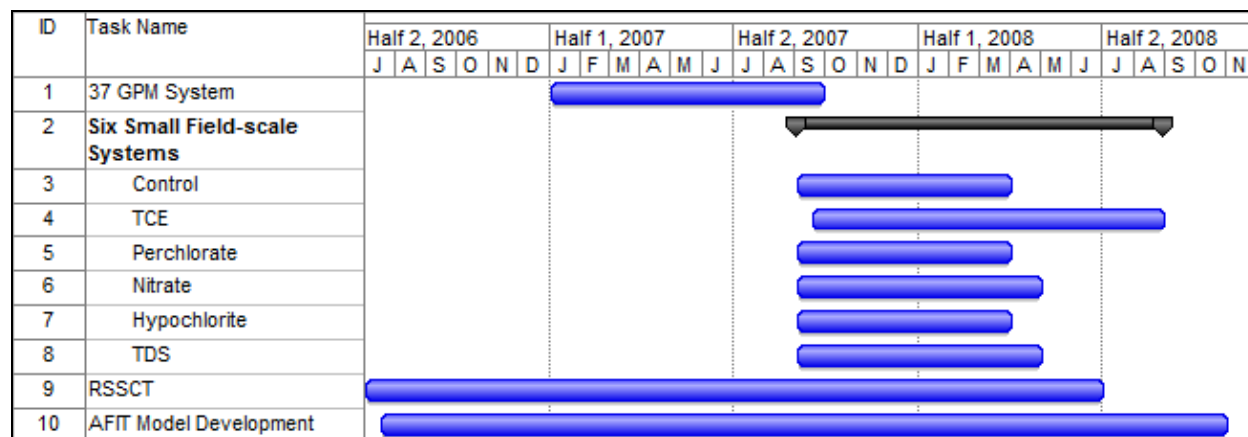 ID Task Name Half 2, 2006 Half 1, 2007 Half 2, 2007 Half 1, 2008 Half 2, 2008
J A S O N D J F M A M J J A S O N D J F M A M J J A S O N
1 37 GPM System
2 Six Small Field-scale
Systems
3 Control
4 TCE
5 Perchlorate
6 Nitrate
7 Hypochlorite
8 TDS
9 RSSCT
10 AFIT Model Development